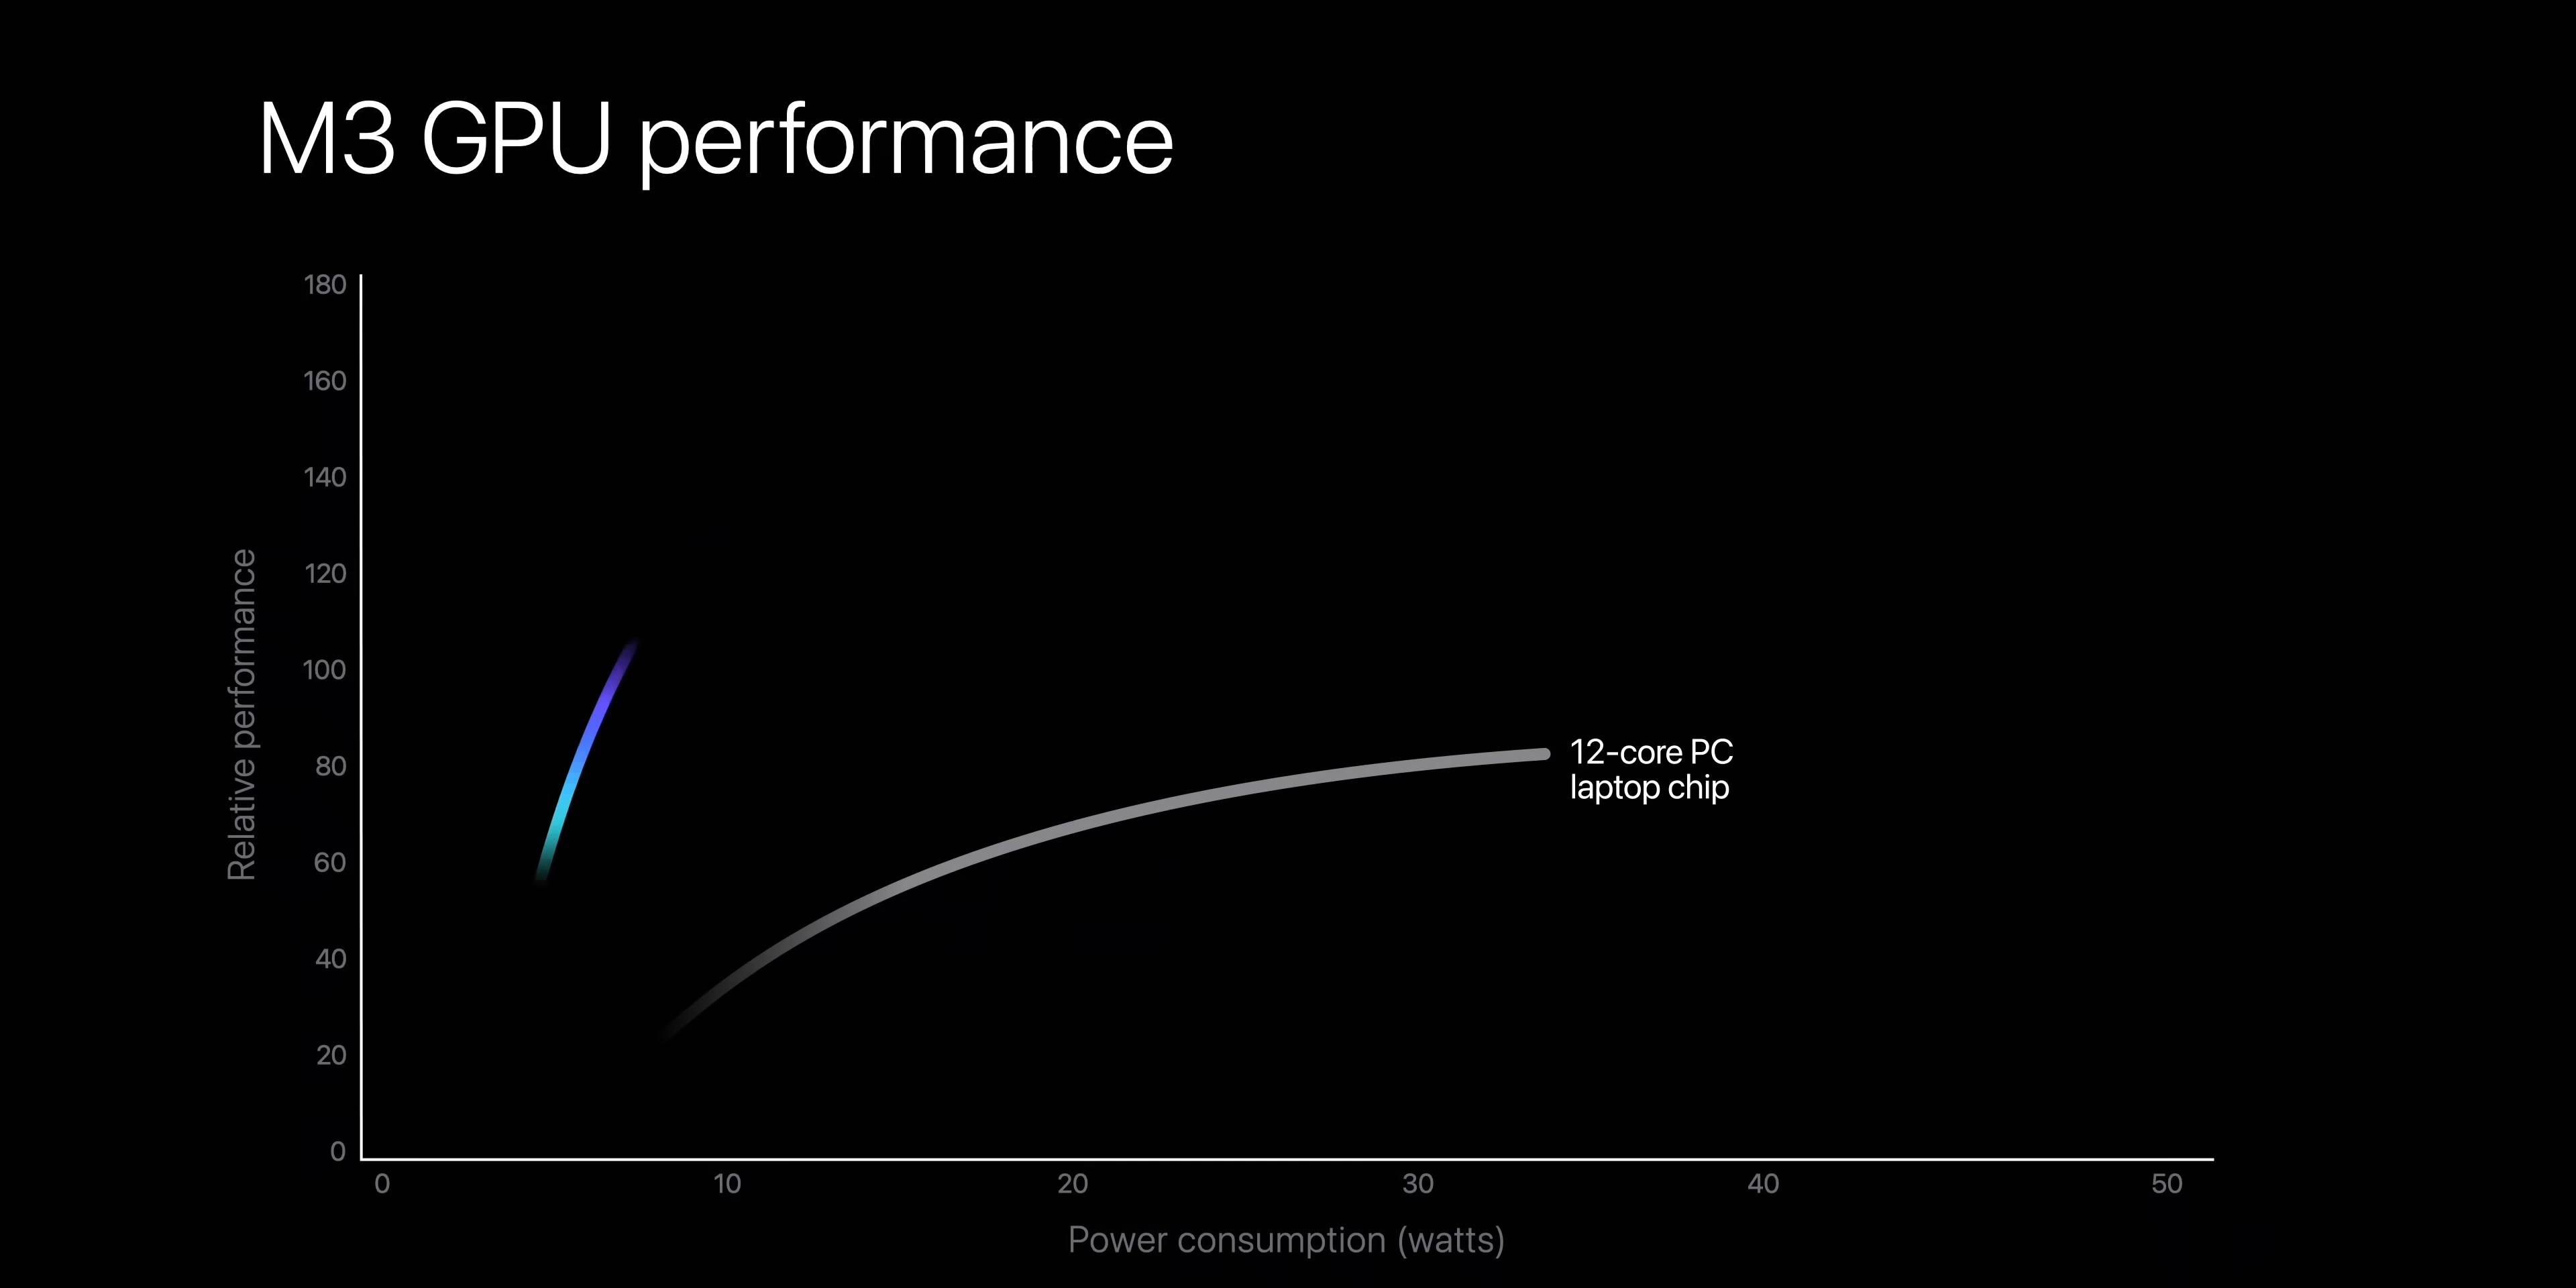 M3 GPU performance
180
160
140
120
100
80
60
40
20
0
Relative performance
12-core PC
laptop chip
0 10 20 30 40 50
Power consumption (watts)